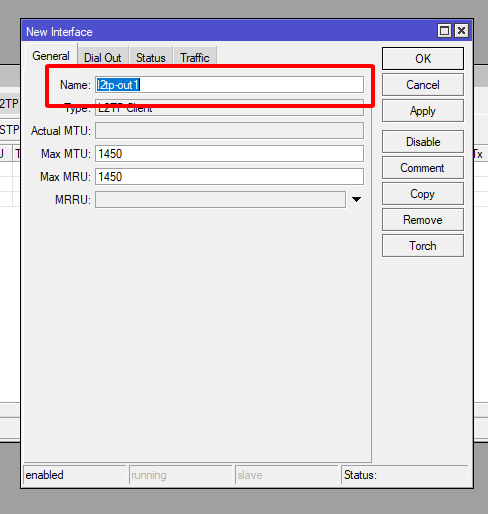 New Interface
General Dial Out Status Traffic
OK
Name: l2tp-out1
Cancel
Type: L2TP Client
Apply
Actual MTU:
Max MTU: 1450
Disable
Max MRU: 1450
Comment
MRRU:
Copy
Remove
Torch
2TP
STP
Tx
enabled running slave Status: